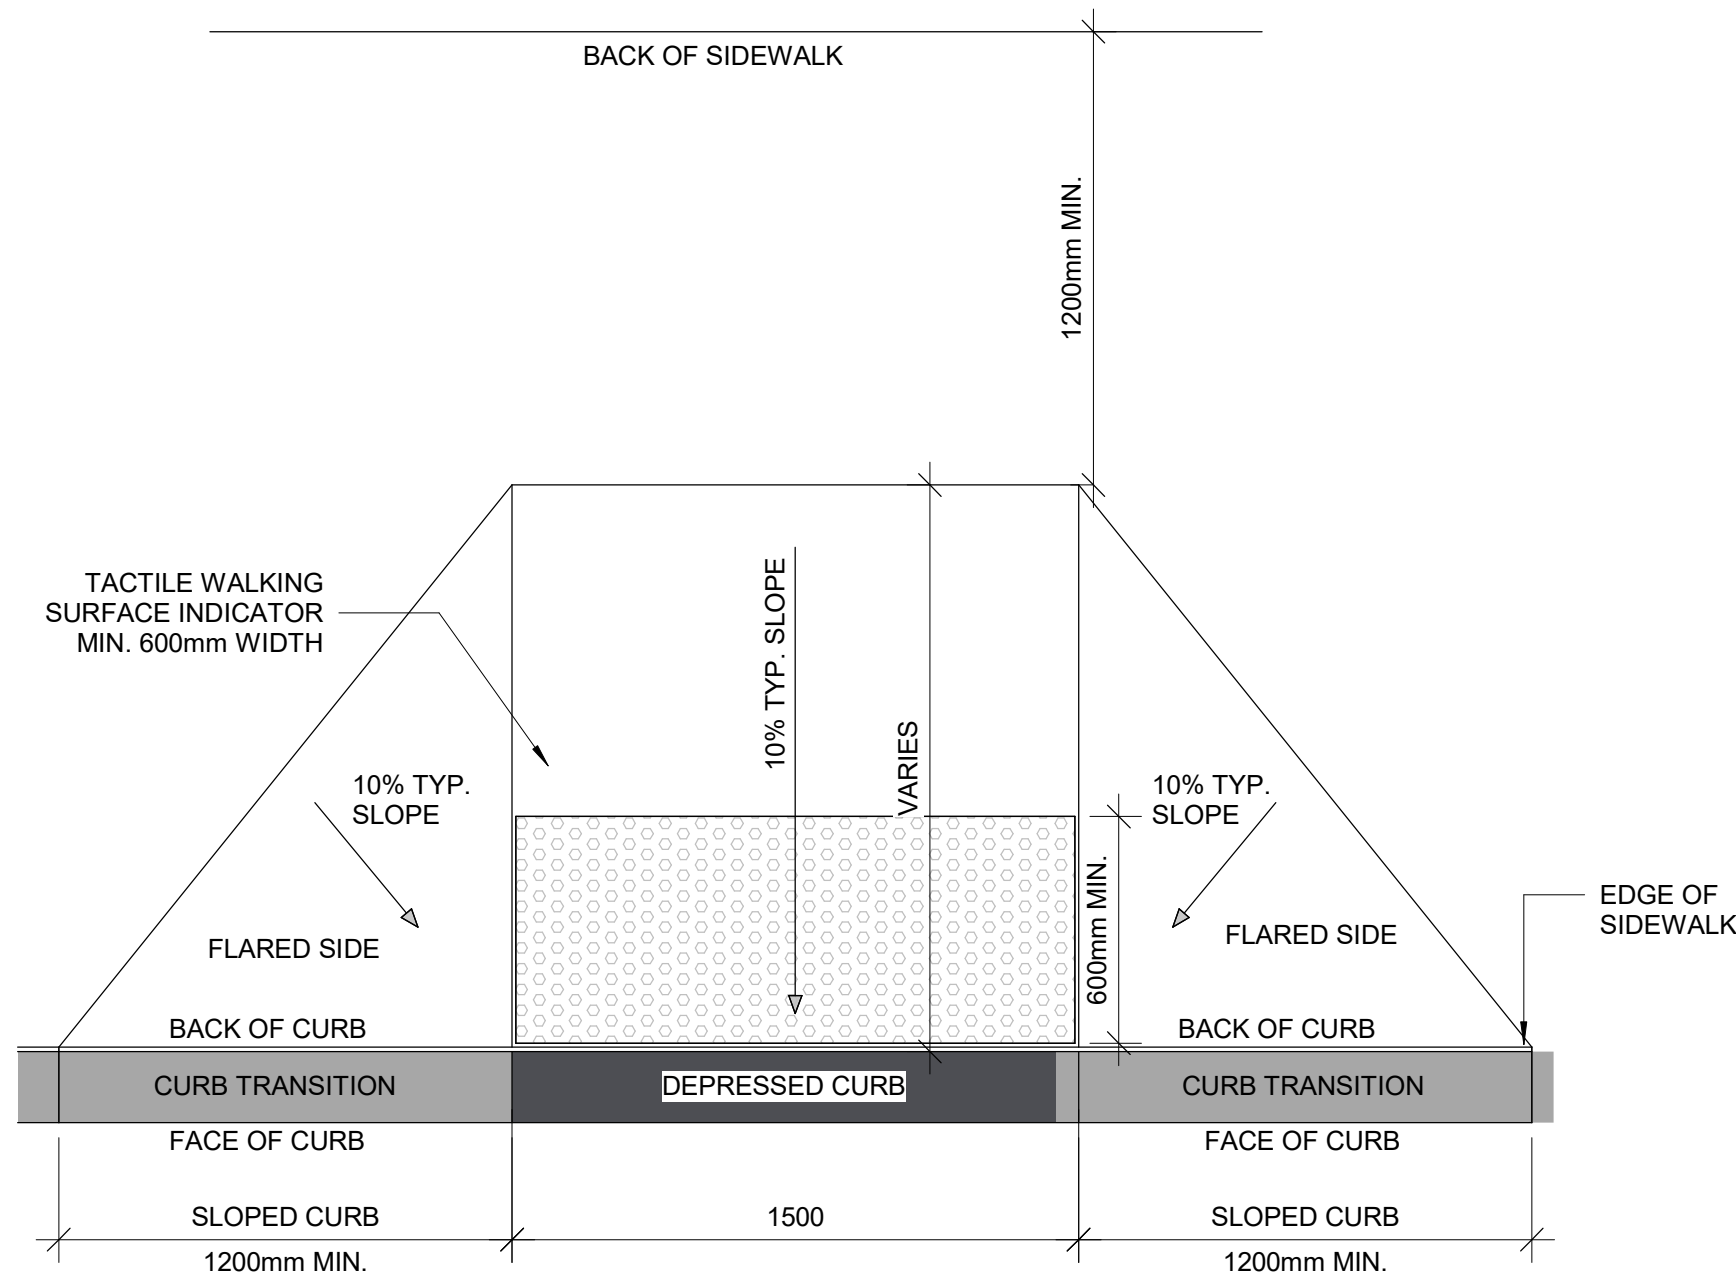 BACK OF SIDEWALK
1200mm MIN.
TACTILE WALKING
SURFACE INDICATOR
MIN. 600mm WIDTH
10% TYP. SLOPE
VARIES
10% TYP.
SLOPE
10% TYP.
SLOPE
600mm MIN.
EDGE OF
SIDEWALK
FLARED SIDE
FLARED SIDE
BACK OF CURB
BACK OF CURB
CURB TRANSITION
DEPRESSED CURB
CURB TRANSITION
FACE OF CURB
FACE OF CURB
SLOPED CURB
1500
SLOPED CURB
1200mm MIN.
1200mm MIN.